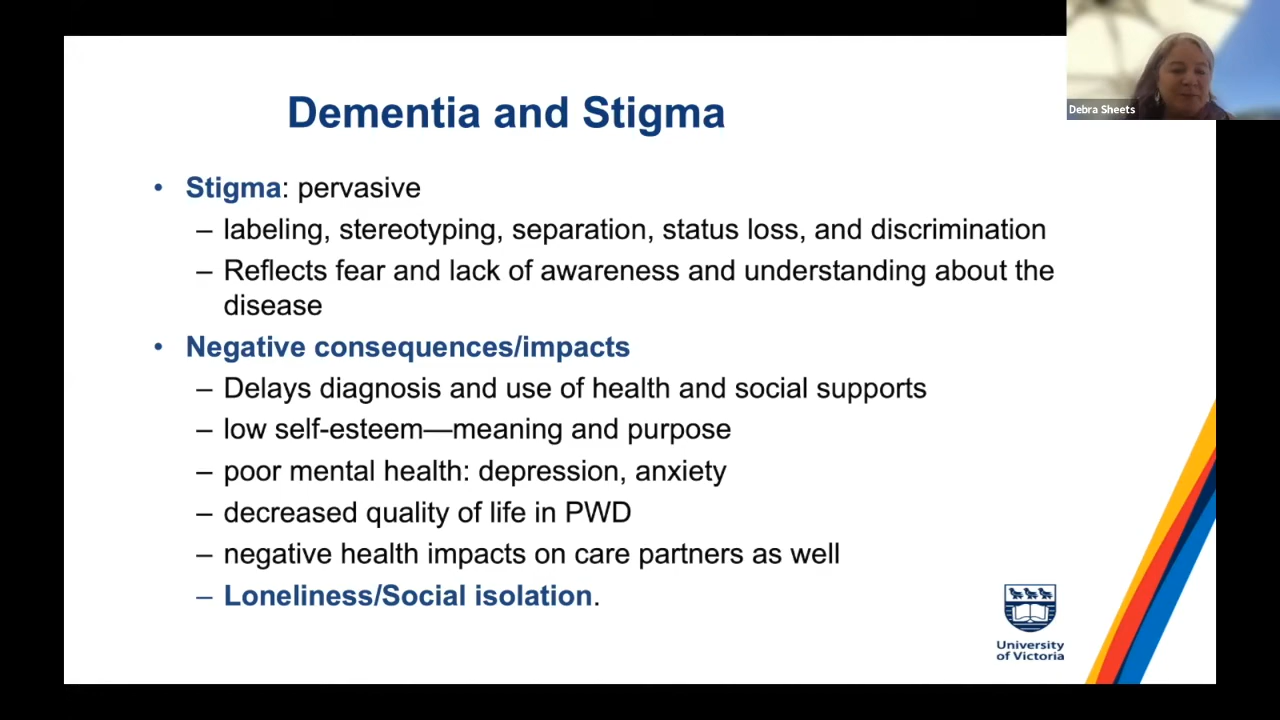 Dementia and Stigma
Debra Sheets
• Stigma: pervasive
– labeling, stereotyping, separation, status loss, and discrimination
– Reflects fear and lack of awareness and understanding about the
disease
• Negative consequences/impacts
– Delays diagnosis and use of health and social supports
– low self-esteem—meaning and purpose
– poor mental health: depression, anxiety
– decreased quality of life in PWD
– negative health impacts on care partners as well
– Loneliness/Social isolation.
University
of Victoria